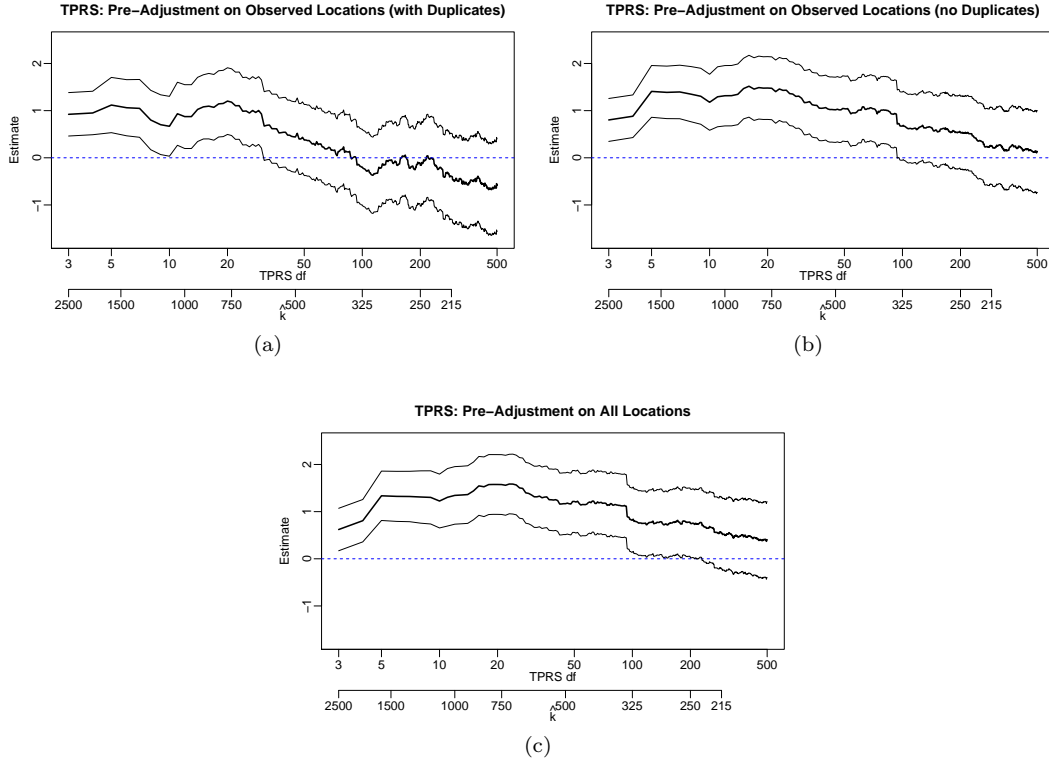 TPRS: Pre−Adjustment on Observed Locations (with Duplicates)
Estimate
2
1
0
−1
3 5 10 20 50 100 200 500
TPRS df
2500 1500 1000 750 500 325 250 215
k̂
(a)
TPRS: Pre−Adjustment on Observed Locations (no Duplicates)
Estimate
2
1
0
−1
3 5 10 20 50 100 200 500
TPRS df
2500 1500 1000 750 500 325 250 215
k̂
(b)
TPRS: Pre−Adjustment on All Locations
Estimate
2
1
0
−1
3 5 10 20 50 100 200 500
TPRS df
2500 1500 1000 750 500 325 250 215
k̂
(c)